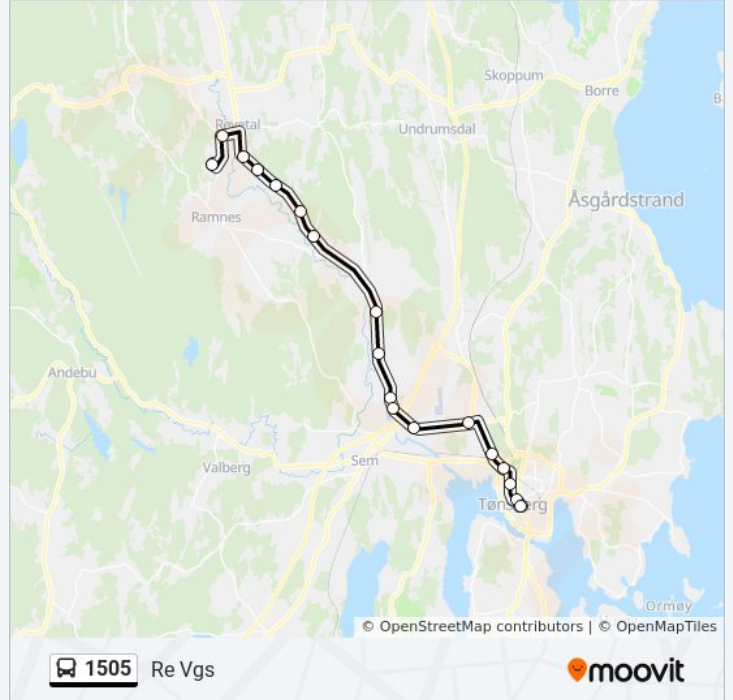 Skoppum
Borre
B
Revetal
Undrumsdal
Åsgårdstrand
Ramnes
Andebu
Sem
Valberg
Tønsberg
Ormøy
© OpenStreetMap contributors | © OpenMapTiles
1505 Re Vgs
moovit